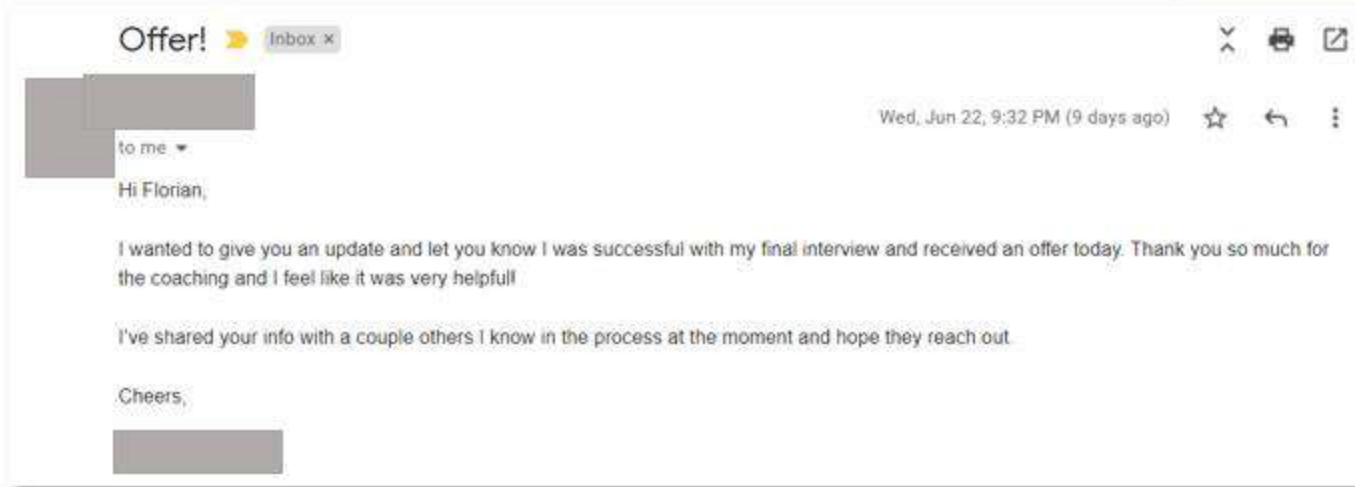 Offer! Inbox ×
Wed, Jun 22, 9:32 PM (9 days ago)
to me
Hi Florian,
I wanted to give you an update and let you know I was successful with my final interview and received an offer today. Thank you so much for
the coaching and I feel like it was very helpful!
I've shared your info with a couple others I know in the process at the moment and hope they reach out.
Cheers,